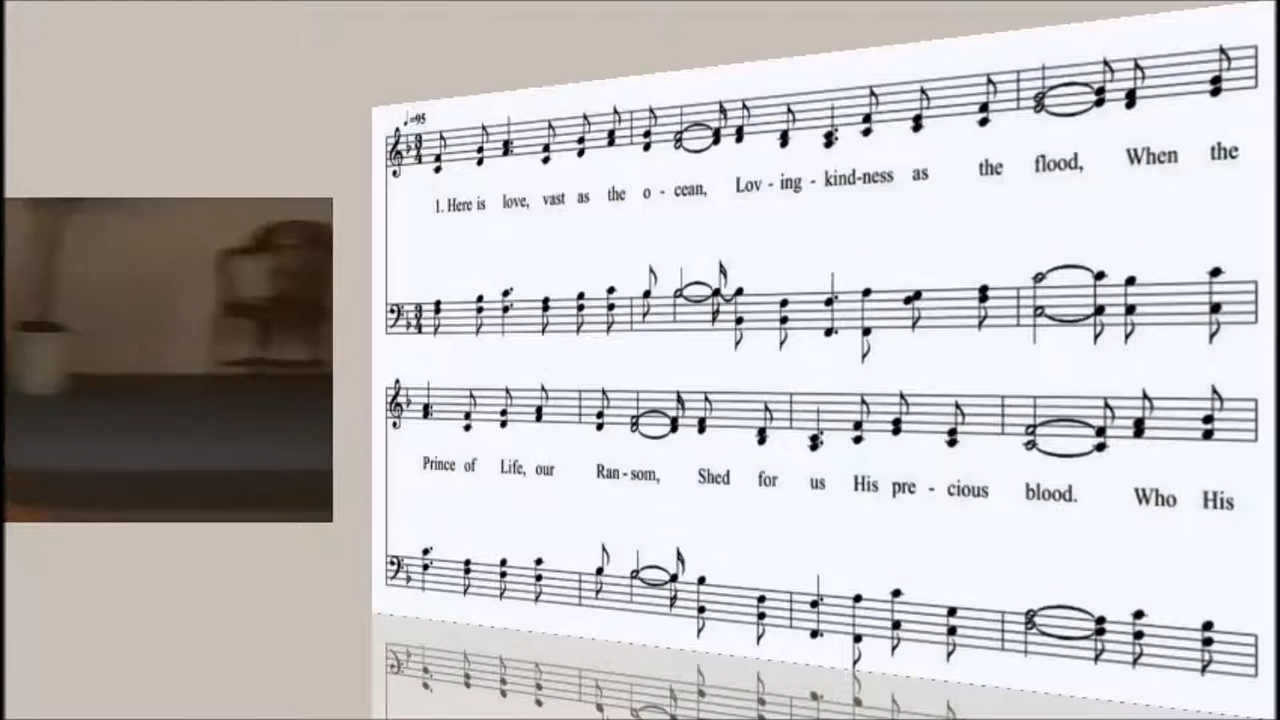 ♩=95
1. Here is love, vast as the o - cean, Lov - ing - kind-ness as the flood, When the
Prince of Life, our Ran - som, Shed for us His pre - cious blood. Who His